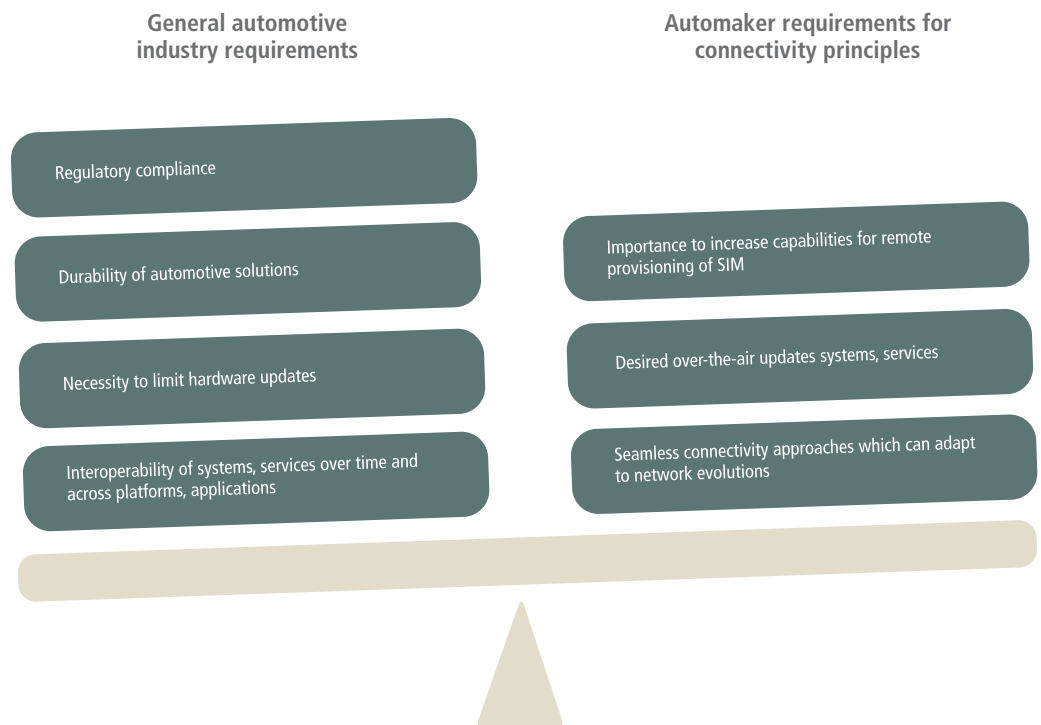 General automotive
industry requirements
Regulatory compliance
Durability of automotive solutions
Necessity to limit hardware updates
Interoperability of systems, services over time and
across platforms, applications
Automaker requirements for
connectivity principles
Importance to increase capabilities for remote
provisioning of SIM
Desired over-the-air updates systems, services
Seamless connectivity approaches which can adapt
to network evolutions